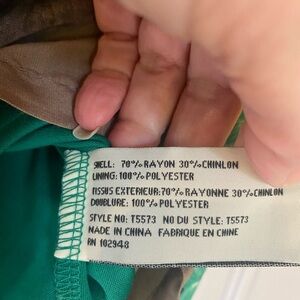 SHELL: 70%RAYON 30%CHINLON
LINING:100%POLYESTER
TISSUS EXTERIEUR:70%RAYONNE 30%CHINLON
DOUBLURE: 100%POLYESTER
STYLE NO: T5573 NO DU STYLE: T5573
MADE IN CHINA FABRIQUE EN CHINE
RN 102948